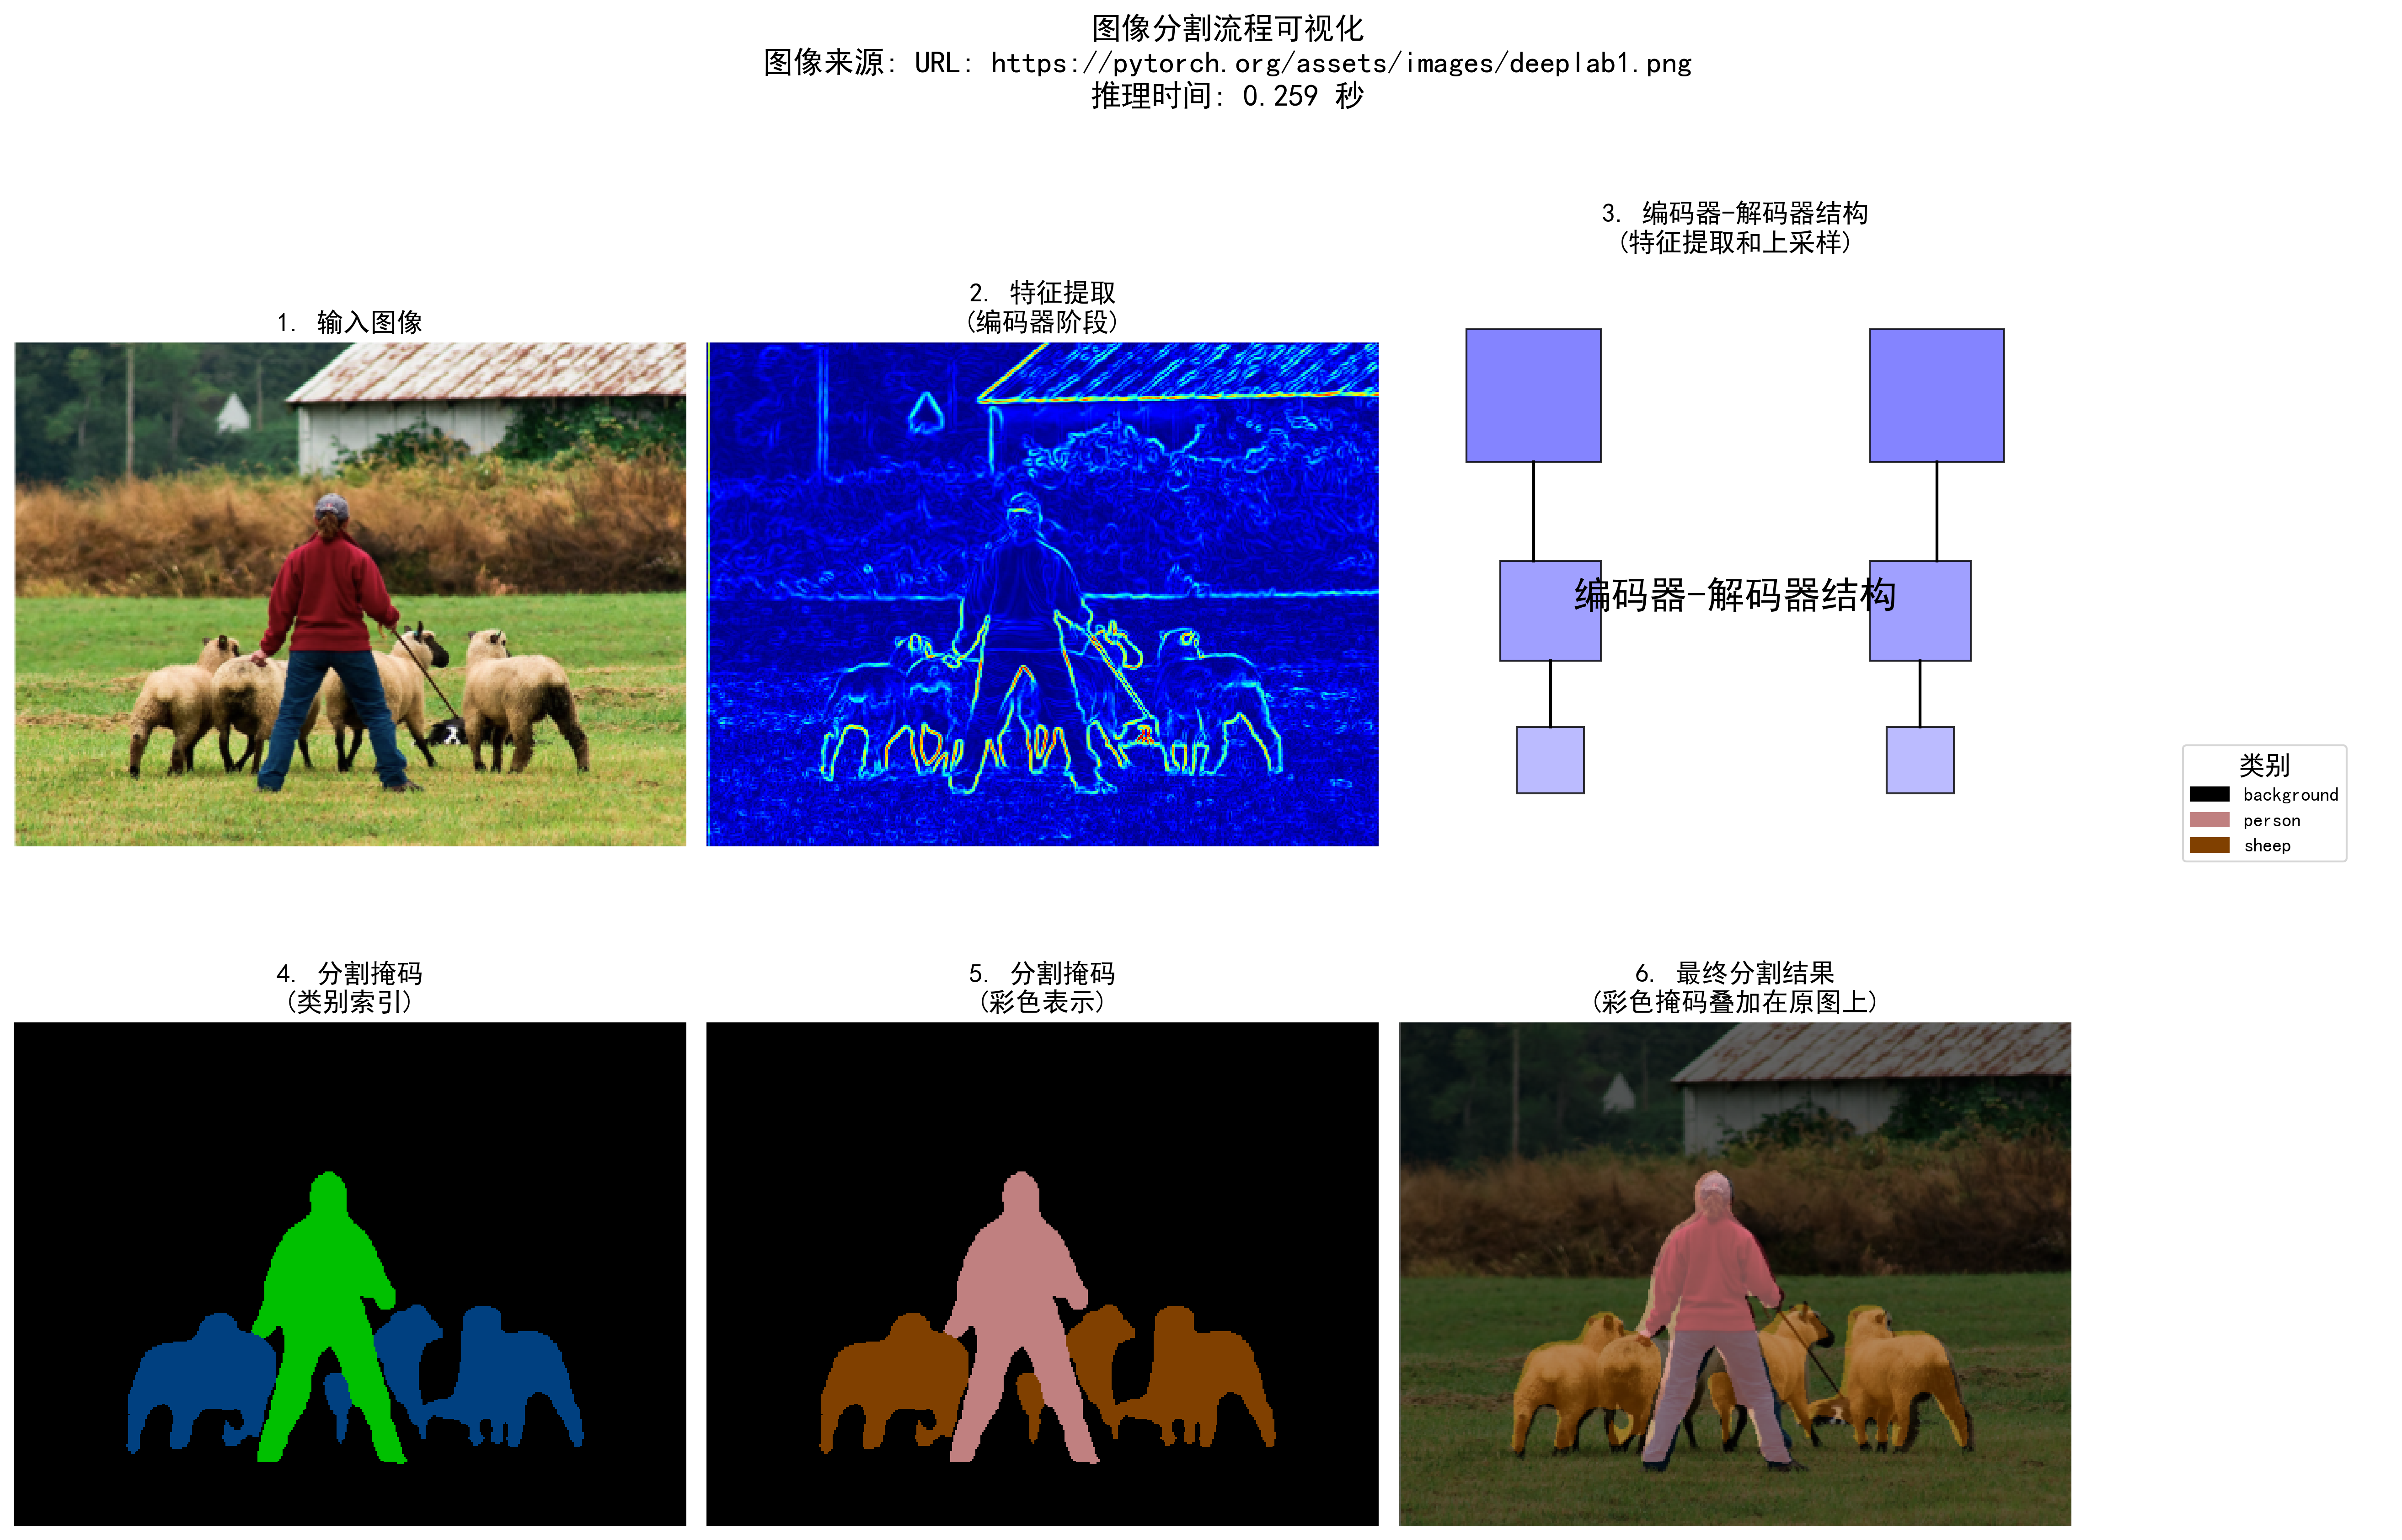 图像分割流程可视化
图像来源: URL: https://pytorch.org/assets/images/deeplab1.png
推理时间: 0.259 秒
1. 输入图像
2. 特征提取
(编码器阶段)
3. 编码器-解码器结构
(特征提取和上采样)
编码器-解码器结构
类别
background
person
sheep
4. 分割掩码
(类别索引)
5. 分割掩码
(彩色表示)
6. 最终分割结果
(彩色掩码叠加在原图上)